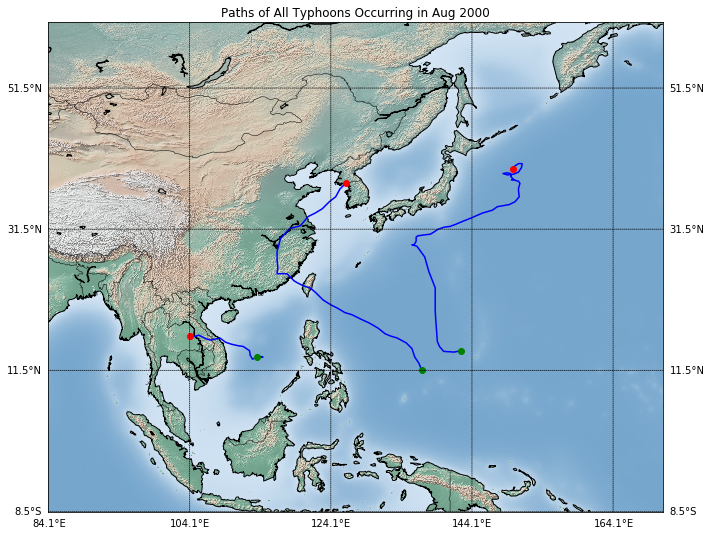 Paths of All Typhoons Occurring in Aug 2000
51.5°N 51.5°N
31.5°N 31.5°N
11.5°N 11.5°N
8.5°S 8.5°S
84.1°E 104.1°E 124.1°E 144.1°E 164.1°E